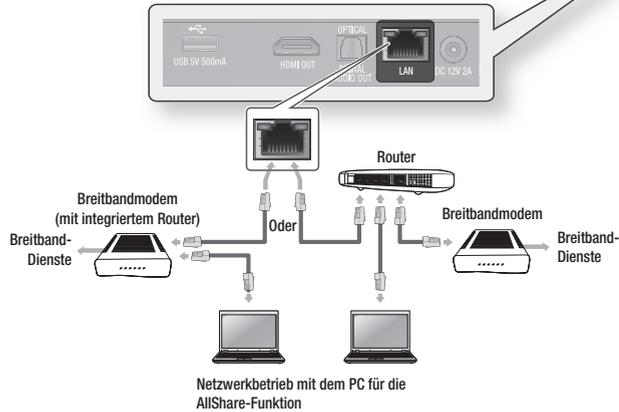 OPTICAL
USB 5V 500mA
HDMI OUT
DIGITAL
AUDIO OUT
LAN
DC 12V 2A
Router
Breitbandmodem
(mit integriertem Router)
Oder
Breitbandmodem
Breitband-
Dienste
Breitband-
Dienste
Netzwerkbetrieb mit dem PC für die
AllShare-Funktion